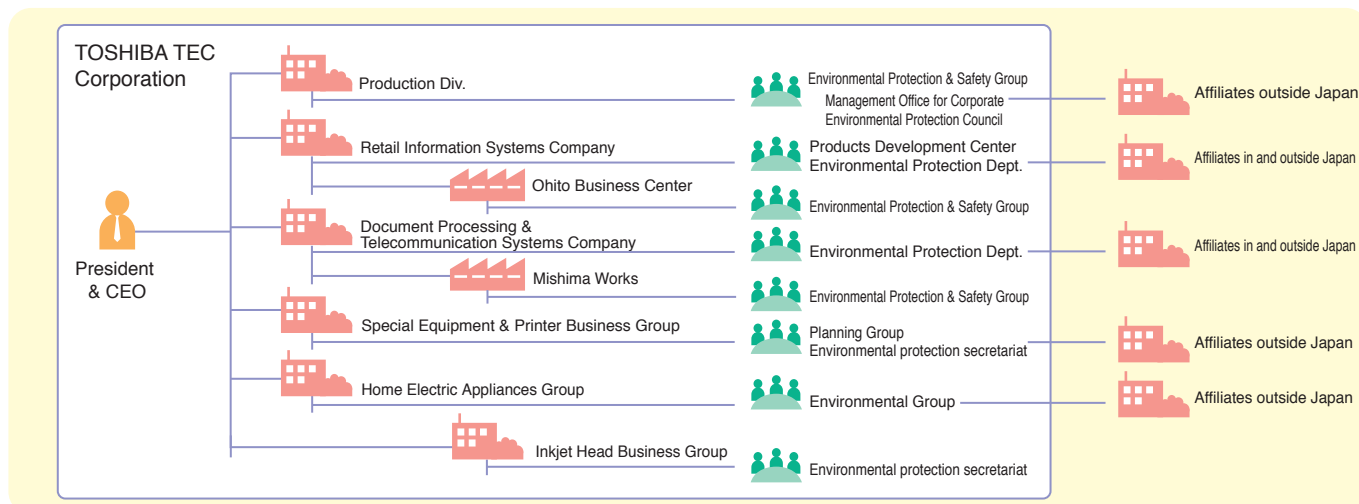 TOSHIBA TEC
Corporation
President
& CEO
Production Div.
Environmental Protection & Safety Group
Management Office for Corporate
Environmental Protection Council
Affiliates outside Japan
Retail Information Systems Company
Products Development Center
Environmental Protection Dept.
Affiliates in and outside Japan
Ohito Business Center
Environmental Protection & Safety Group
Document Processing &
Telecommunication Systems Company
Environmental Protection Dept.
Affiliates in and outside Japan
Mishima Works
Environmental Protection & Safety Group
Special Equipment & Printer Business Group
Planning Group
Environmental protection secretariat
Affiliates outside Japan
Home Electric Appliances Group
Environmental Group
Affiliates outside Japan
Inkjet Head Business Group
Environmental protection secretariat